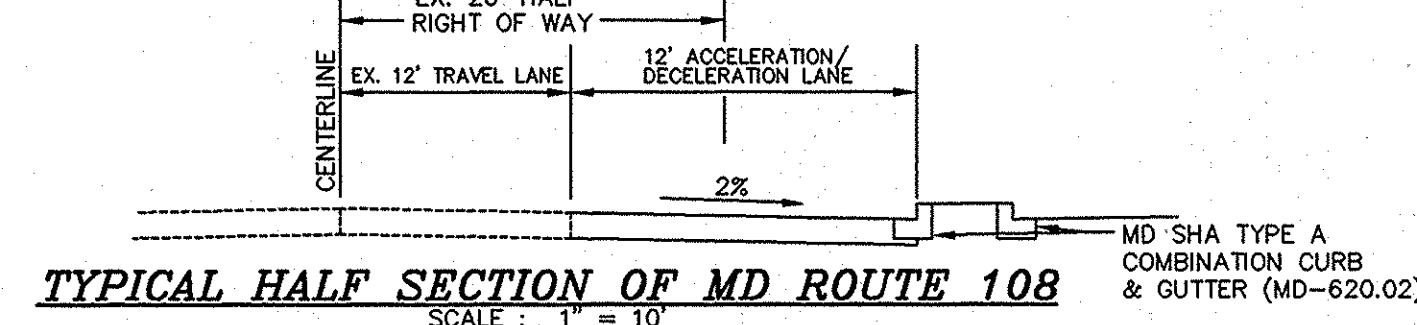 RIGHT OF WAY
CENTERLINE
EX. 12' TRAVEL LANE
12' ACCELERATION/
DECELERATION LANE
2%
MD SHA TYPE A
COMBINATION CURB
& GUTTER (MD-620.02)
TYPICAL HALF SECTION OF MD ROUTE 108
SCALE : 1" = 10'